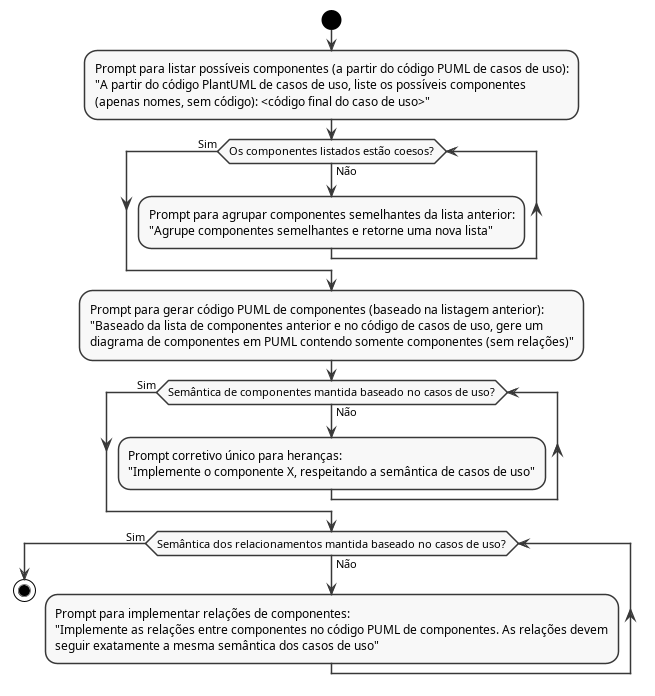 Prompt para listar possíveis componentes (a partir do código PUML de casos de uso):
"A partir do código PlantUML de casos de uso, liste os possíveis componentes
(apenas nomes, sem código): <código final do caso de uso>"
Sim
Os componentes listados estão coesos?
Não
Prompt para agrupar componentes semelhantes da lista anterior:
"Agrupe componentes semelhantes e retorne uma nova lista"
Prompt para gerar código PUML de componentes (baseado na listagem anterior):
"Baseado da lista de componentes anterior e no código de casos de uso, gere um
diagrama de componentes em PUML contendo somente componentes (sem relações)"
Sim
Semântica de componentes mantida baseado no casos de uso?
Não
Prompt corretivo único para heranças:
"Implemente o componente X, respeitando a semântica de casos de uso"
Sim
Semântica dos relacionamentos mantida baseado no casos de uso?
Não
Prompt para implementar relações de componentes:
"Implemente as relações entre componentes no código PUML de componentes. As relações devem
seguir exatamente a mesma semântica dos casos de uso"